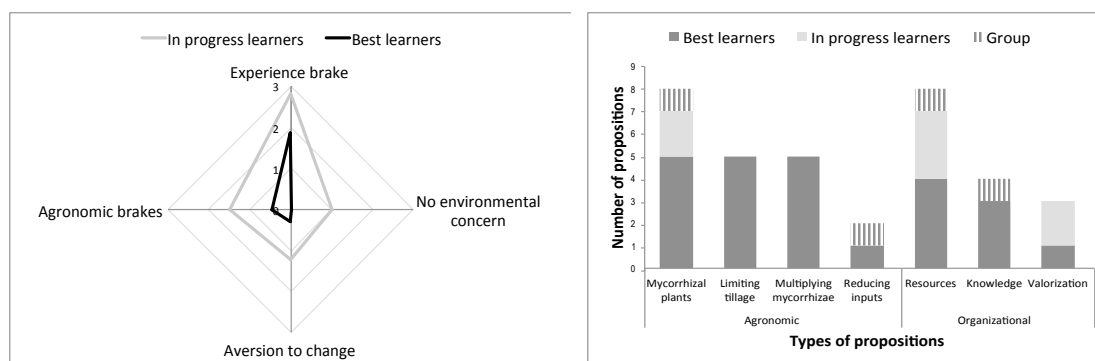 In progress learners Best learners
Experience brake
3
2
1
0
Agronomic brakes
No environmental
concern
Aversion to change
Best learners In progress learners Group
Number of propositions
9
8
7
6
5
4
3
2
1
0
Mycorrhizal
plants
Limiting
tillage
Multiplying
mycorrhizae
Reducing
inputs
Resources
Knowledge
Valorization
Agronomic
Organizational
Types of propositions